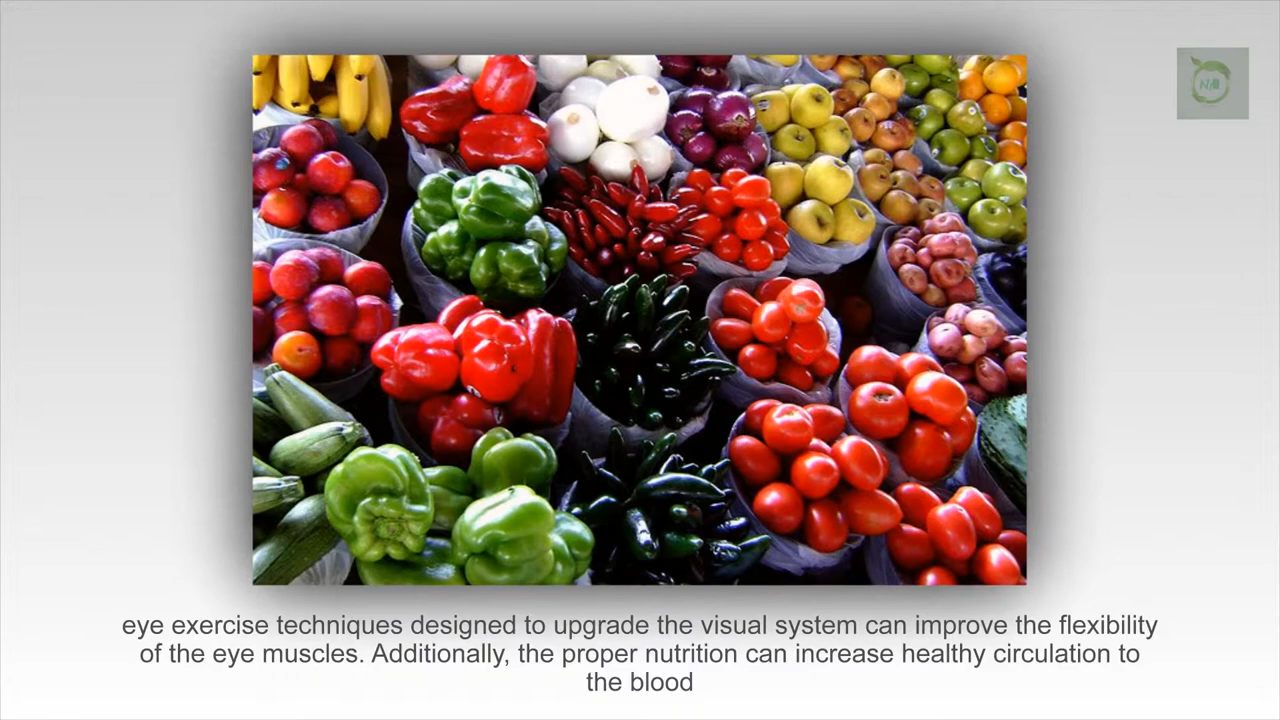 eye exercise techniques designed to upgrade the visual system can improve the flexibility
of the eye muscles. Additionally, the proper nutrition can increase healthy circulation to
the blood